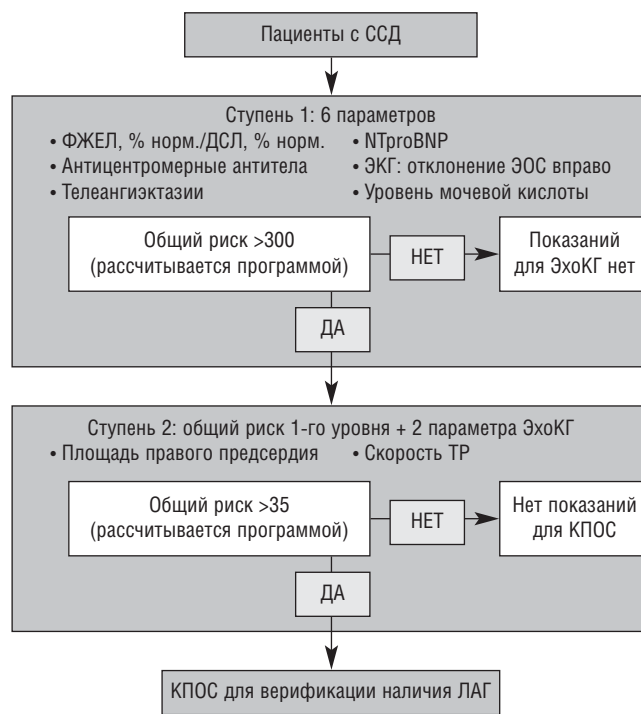 Пациенты с ССД
Ступень 1: 6 параметров
• ФЖЕЛ, % норм./ДСЛ, % норм.
• Антицентромерные антитела
• Телеангиэктазии
• NTproBNP
• ЭКГ: отклонение ЭОС вправо
• Уровень мочевой кислоты
Общий риск >300
(рассчитывается программой)
НЕТ
Показаний
для ЭхоКГ нет
ДА
Ступень 2: общий риск 1-го уровня + 2 параметра ЭхоКГ
• Площадь правого предсердия
• Скорость ТР
Общий риск >35
(рассчитывается программой)
НЕТ
Нет показаний
для КПОС
ДА
КПОС для верификации наличия ЛАГ